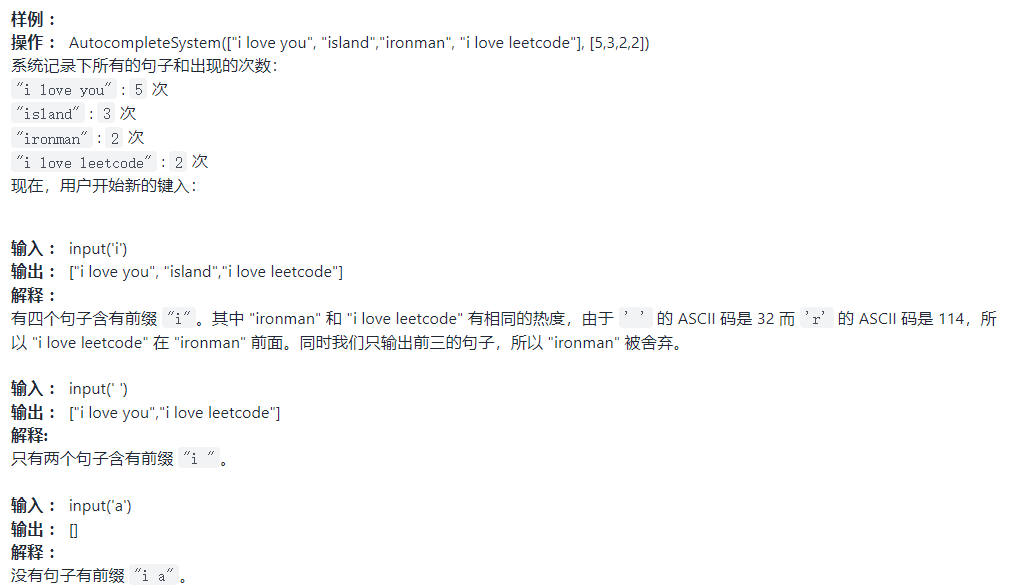 样例：
操作： AutocompleteSystem(["i love you", "island","ironman", "i love leetcode"], [5,3,2,2])
系统记录下所有的句子和出现的次数：
"i love you" : 5 次
"island" : 3 次
"ironman" : 2 次
"i love leetcode" : 2 次
现在，用户开始新的键入：
输入： input('i')
输出： ["i love you", "island","i love leetcode"]
解释：
有四个句子含有前缀 "i"。其中 "ironman" 和 "i love leetcode" 有相同的热度，由于 ' ' 的 ASCII 码是 32 而 'r' 的 ASCII 码是 114，所
以 "i love leetcode" 在 "ironman" 前面。同时我们只输出前三的句子，所以 "ironman" 被舍弃。
输入： input(' ')
输出： ["i love you","i love leetcode"]
解释:
只有两个句子含有前缀 "i "。
输入： input('a')
输出： []
解释：
没有句子有前缀 "i a"。